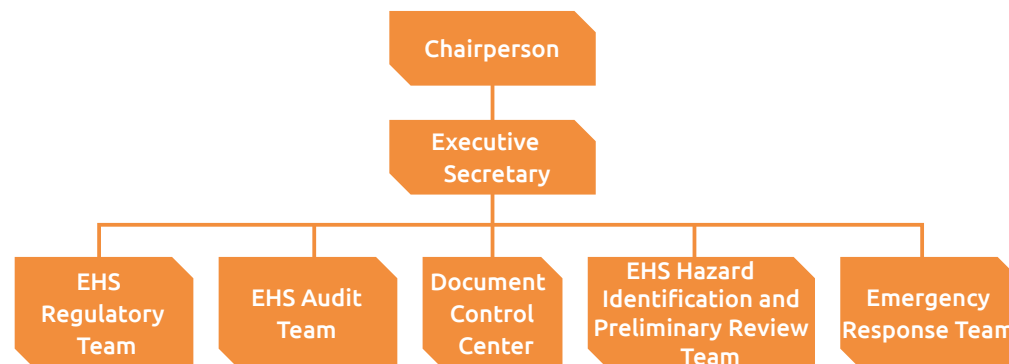 Chairperson
Executive
Secretary
EHS
Regulatory
Team
EHS Audit
Team
Document
Control
Center
EHS Hazard
Identification and
Preliminary Review
Team
Emergency
Response Team